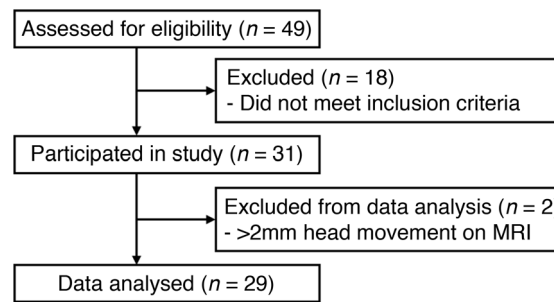 Assessed for eligibility (n = 49)
Excluded (n = 18)
- Did not meet inclusion criteria
Participated in study (n = 31)
Excluded from data analysis (n = 2
- >2mm head movement on MRI
Data analysed (n = 29)